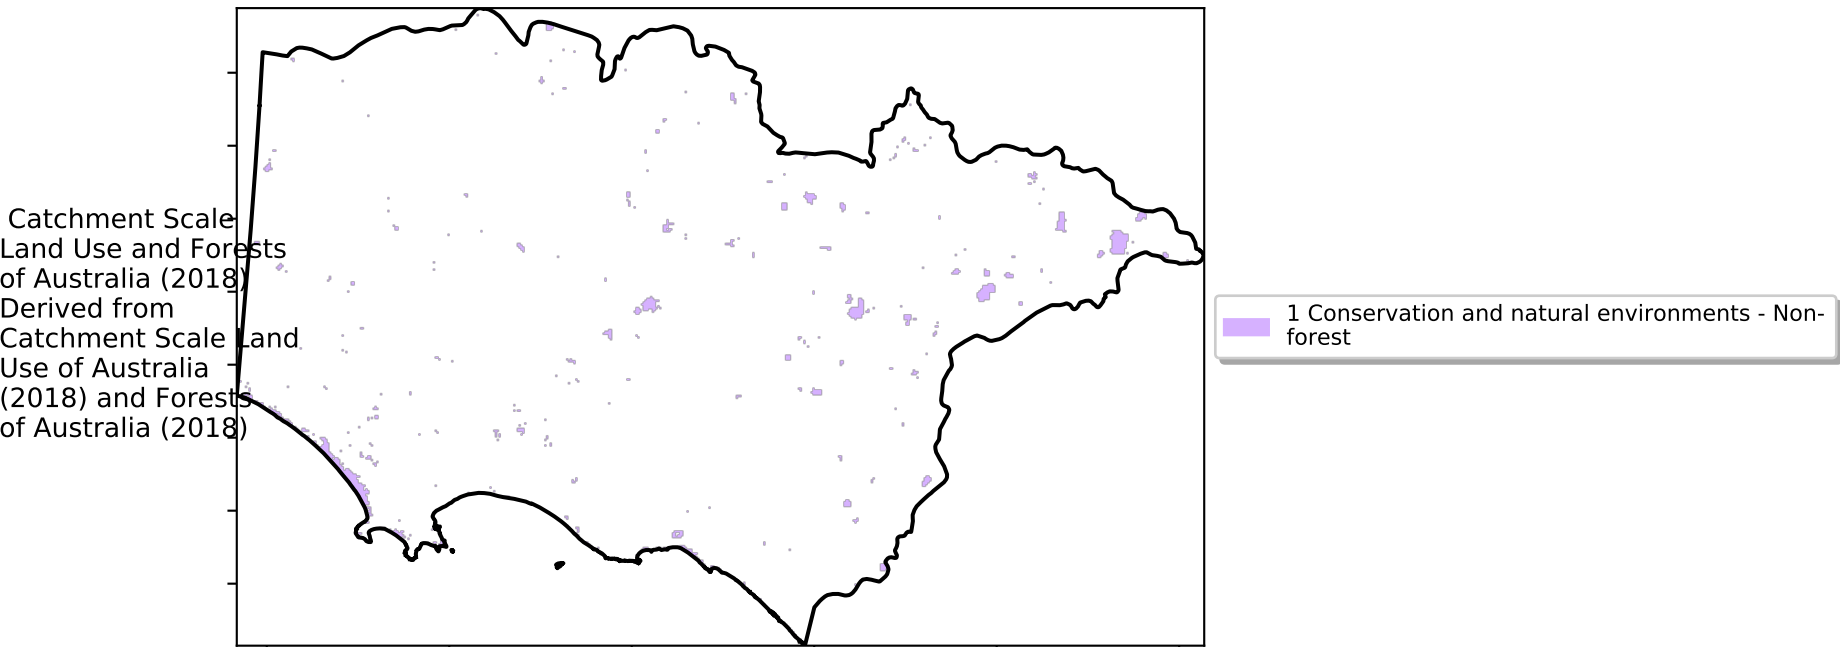 Catchment Scale
Land Use and Forests
of Australia (2018)
Derived from
Catchment Scale Land
Use of Australia
(2018) and Forests
of Australia (2018)
1 Conservation and natural environments - Non-
forest